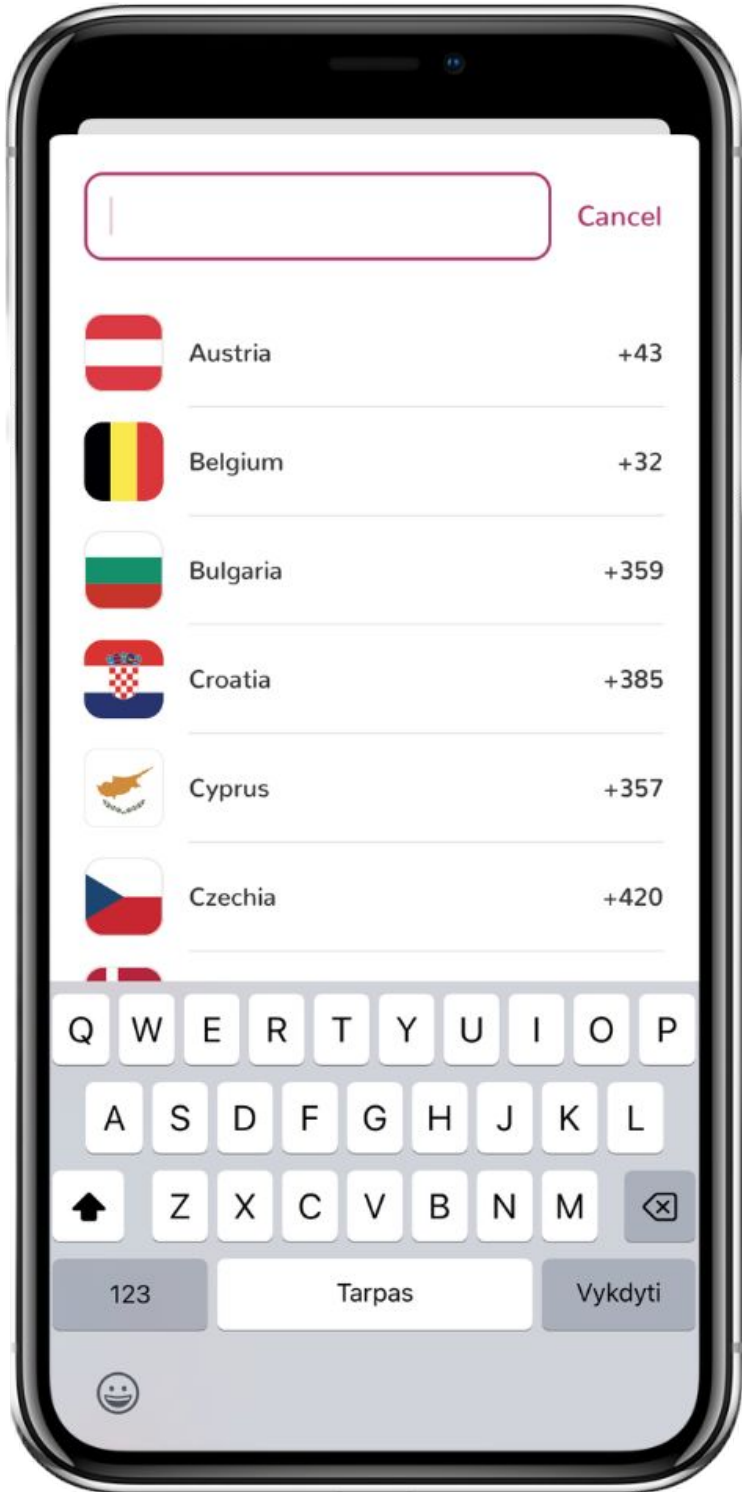 Cancel
Austria +43
Belgium +32
Bulgaria +359
Croatia +385
Cyprus +357
Czechia +420
Q W E R T Y U I O P
A S D F G H J K L
Z X C V B N M
123 Tarpas Vykdyti